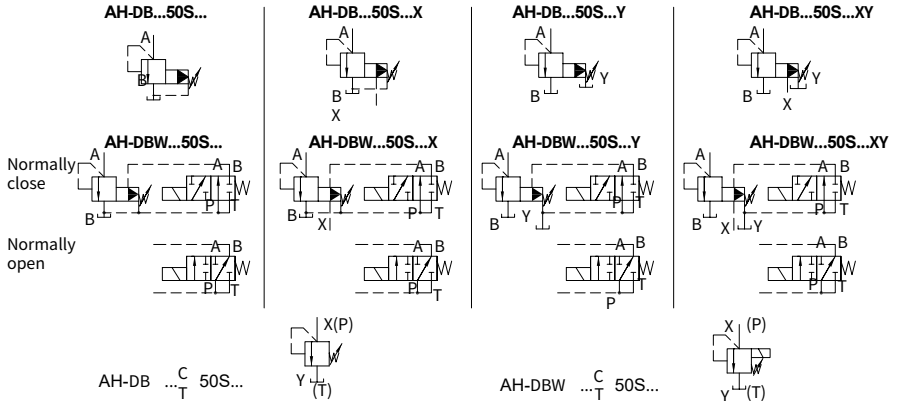 AH-DB...50S...
AH-DB...50S...X
AH-DB...50S...Y
AH-DB...50S...XY
A
B
A
B
X
A
B
Y
A
B
X
Y
AH-DBW...50S...
AH-DBW...50S...X
AH-DBW...50S...Y
AH-DBW...50S...XY
Normally
close
A
B
A B
P T
A
B
X
A B
P T
A
B
Y
A B
P T
A
B
X Y
A B
P T
Normally
open
A B
P T
A B
P T
A B
P T
A B
P T
X(P)
Y (T)
X (P)
Y (T)
AH-DB ...C/T 50S...
AH-DBW ...C/T 50S...